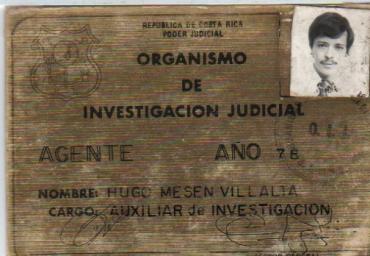 REPUBLICA DE COSTA RICA
PODER JUDICIAL
ORGANISMO
DE
INVESTIGACION JUDICIAL
AGENTE AÑO 78
NOMBRE: HUGO MESEN VILLALTA
CARGO: AUXILIAR de INVESTIGACION